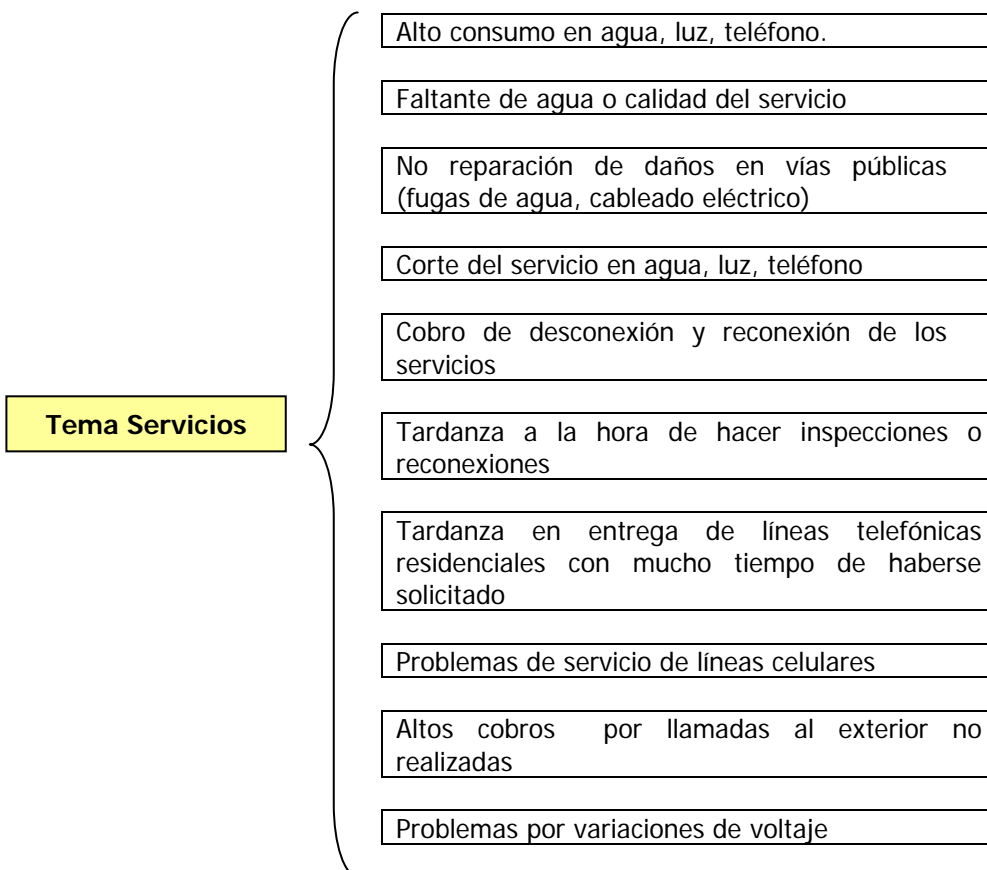 Alto consumo en agua, luz, teléfono.
Faltante de agua o calidad del servicio
No reparación de daños en vías públicas
(fugas de agua, cableado eléctrico)
Corte del servicio en agua, luz, teléfono
Cobro de desconexión y reconexión de los
servicios
Tema Servicios
Tardanza a la hora de hacer inspecciones o
reconexiones
Tardanza en entrega de líneas telefónicas
residenciales con mucho tiempo de haberse
solicitado
Problemas de servicio de líneas celulares
Altos cobros por llamadas al exterior no
realizadas
Problemas por variaciones de voltaje